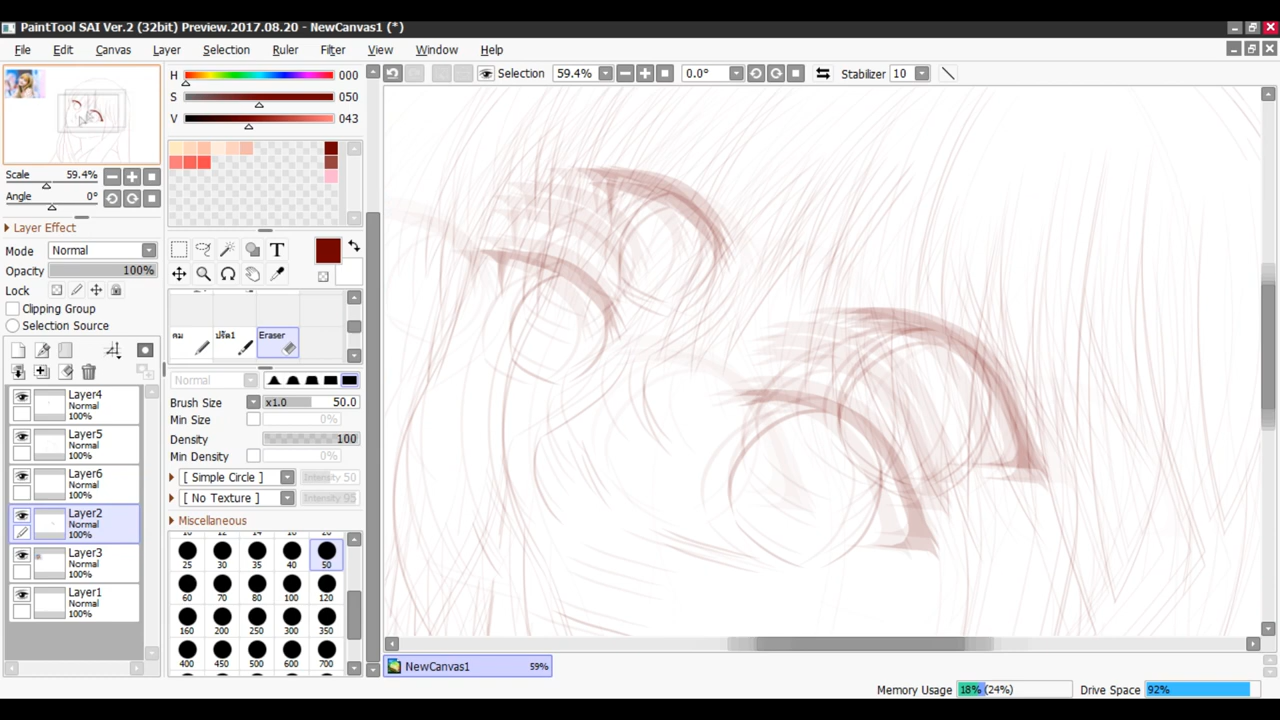 PaintTool SAI Ver.2 (32bit) Preview.2017.08.20 - NewCanvas1 (*)
File Edit Canvas Layer Selection Ruler Filter View Window Help
Selection 59.4% 0.0° Stabilizer 10
Scale 59.4%
Angle 0°
Layer Effect
Mode Normal
Opacity 100%
Lock
Clipping Group
Selection Source
Layer4
Normal
100%
Layer5
Normal
100%
Layer6
Normal
100%
Layer2
Normal
100%
Layer3
Normal
100%
Layer1
Normal
100%
H 000
S 050
V 043
T
คม Eraser
Normal
Brush Size x1.0 50.0
Min Size 0%
Density 100
Min Density 0%
[ Simple Circle ] Intensity 50
[ No Texture ] Intensity 95
Miscellaneous
25 30 35 40 50
60 70 80 100 120
160 200 250 300 350
400 450 500 600 700
NewCanvas1 59%
Memory Usage 18% (24%) Drive Space 92%